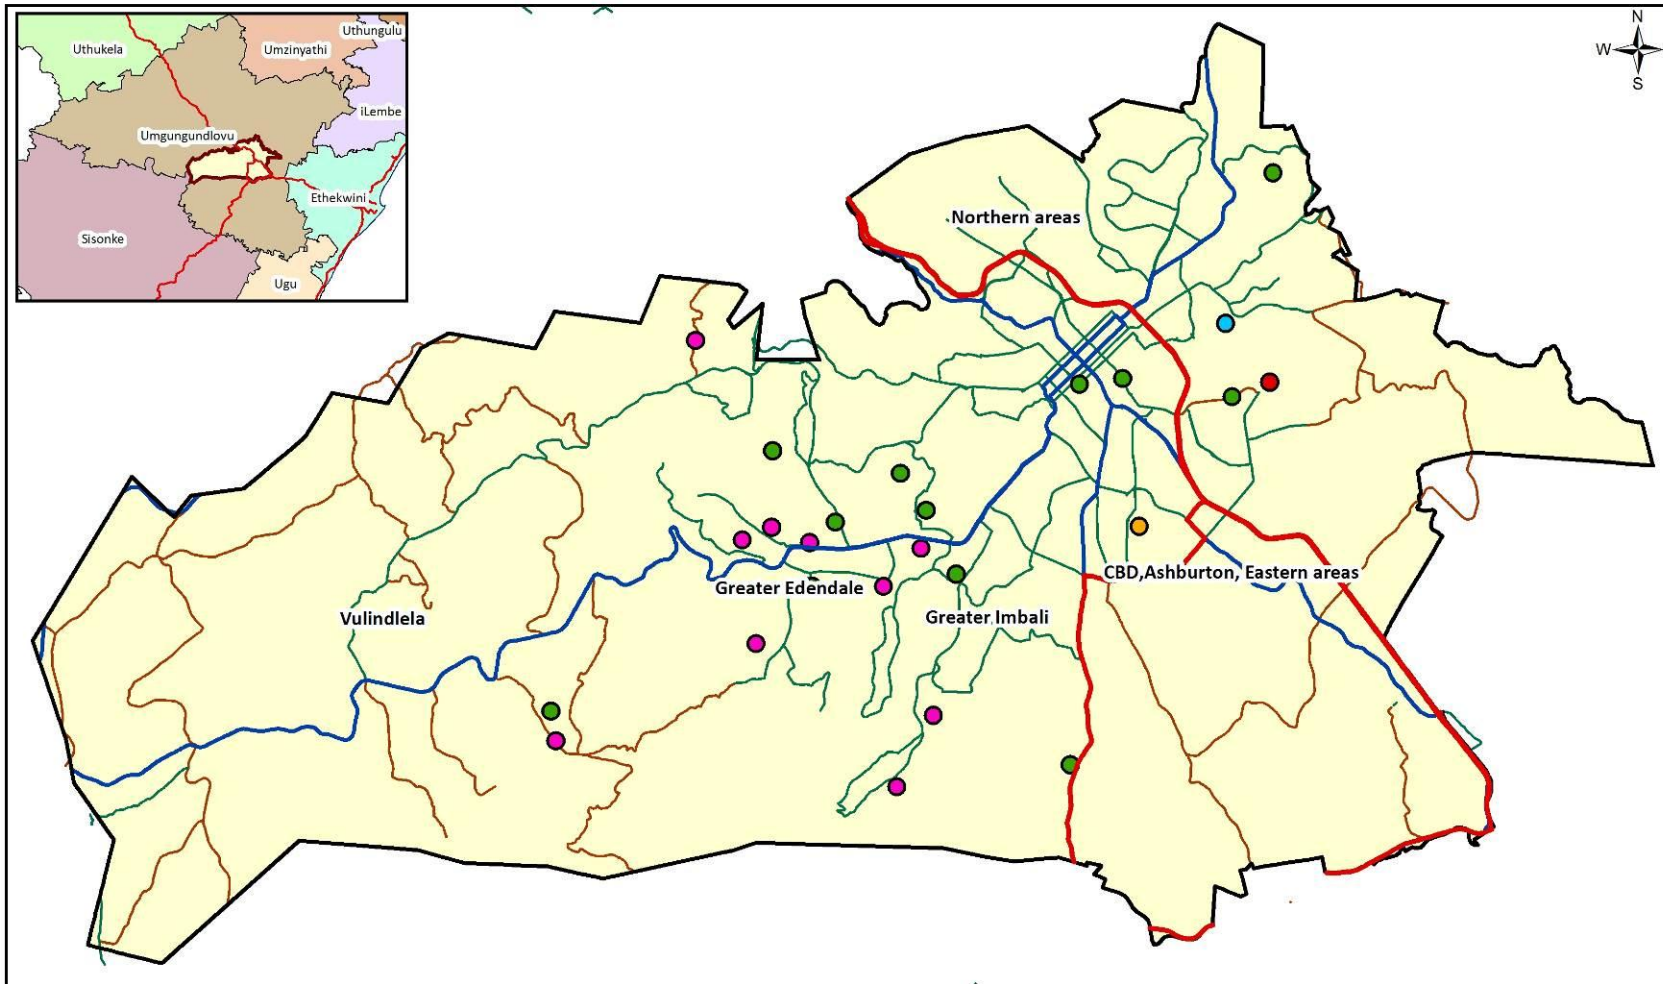 Uthukela
Umzinyathi
Uthungulu
iLembe
Umgungundlovu
Ethekwini
Sisonke
Ugu
N
W
E
S
Northern areas
CBD,Ashburton, Eastern areas
Greater Edendale
Greater Imbali
Vulindlela